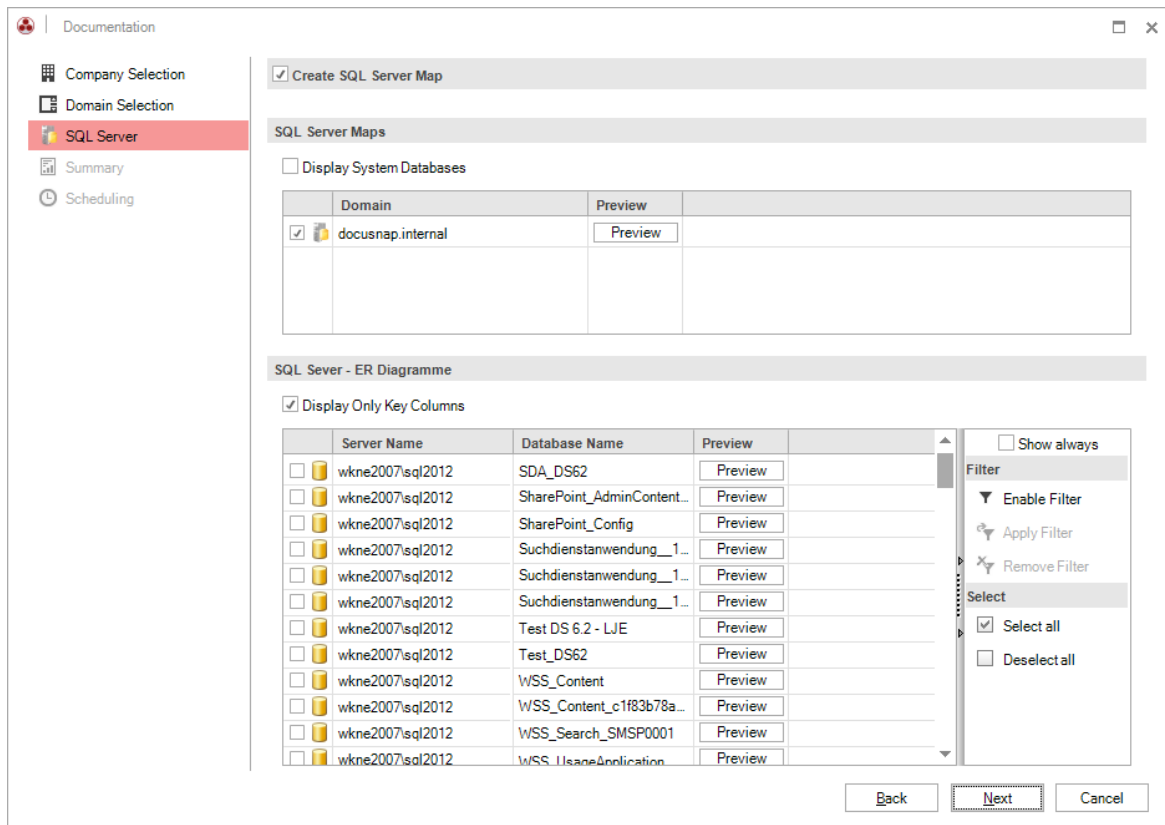 Documentation
Company Selection
Domain Selection
SQL Server
Summary
Scheduling
Create SQL Server Map
SQL Server Maps
Display System Databases
Domain Preview
docusnap.internal Preview
SQL Sever - ER Diagramme
Display Only Key Columns
Server Name Database Name Preview
wkne2007\sql2012 SDA_DS62 Preview
wkne2007\sql2012 SharePoint_AdminContent... Preview
wkne2007\sql2012 SharePoint_Config Preview
wkne2007\sql2012 Suchdienstanwendung__1... Preview
wkne2007\sql2012 Suchdienstanwendung__1... Preview
wkne2007\sql2012 Suchdienstanwendung__1... Preview
wkne2007\sql2012 Test DS 6.2 - LJE Preview
wkne2007\sql2012 Test_DS62 Preview
wkne2007\sql2012 WSS_Content Preview
wkne2007\sql2012 WSS_Content_c1f83b78a... Preview
wkne2007\sql2012 WSS_Search_SMSP0001 Preview
wkne2007\sql2012 WSS_UsageApplication Preview
Show always
Filter
Enable Filter
Apply Filter
Remove Filter
Select
Select all
Deselect all
Back Next Cancel